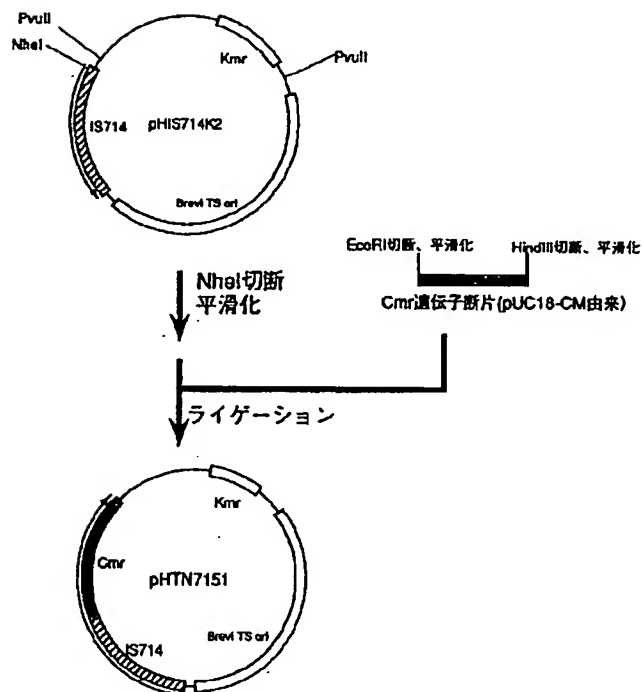 PvuII
NheI
Kmr
PvuII
IS714
pHIS714K2
Brevi TS ori
EcoRI切断、平滑化
HindIII切断、平滑化
Cmr遺伝子断片(pUC18-CM由来)
NheI切断
平滑化
ライゲーション
Kmr
Cmr
pHTN7151
Brevi TS ori
IS714